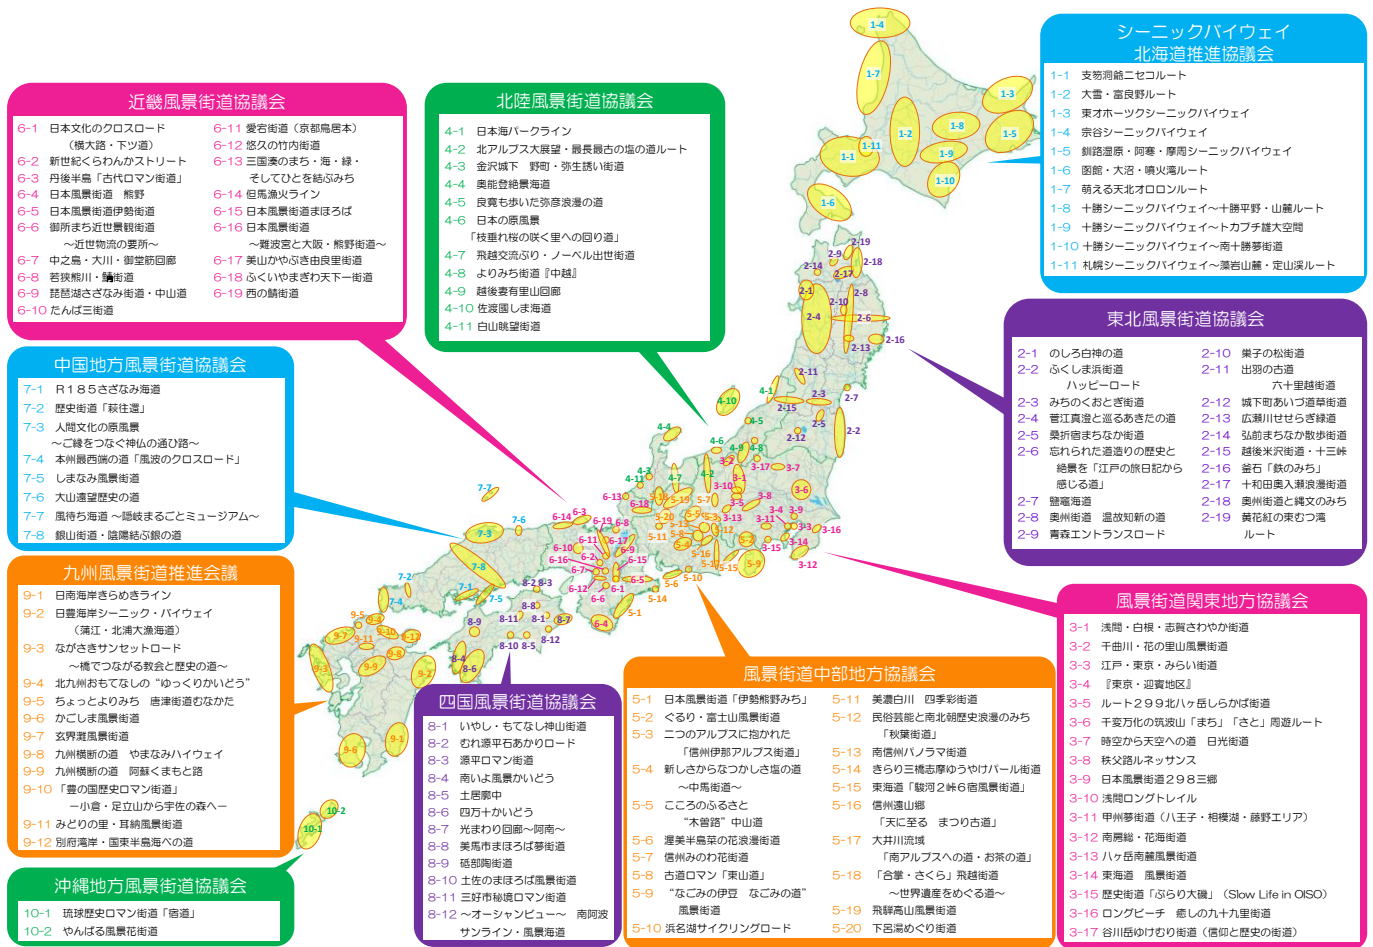 シーニックバイウェイ
北海道推進協議会
1-1 支笏洞爺ニセコルート
1-2 大雪・富良野ルート
1-3 東オホーツクシーニックバイウェイ
1-4 宗谷シーニックバイウェイ
1-5 釧路湿原・阿寒・摩周シーニックバイウェイ
1-6 函館・大沼・噴火湾ルート
1-7 萌える天北オロロンルート
1-8 十勝シーニックバイウェイ～十勝平野・山麓ルート
1-9 十勝シーニックバイウェイ～トカプチ雄大空間
1-10 十勝シーニックバイウェイ～南十勝夢街道
1-11 札幌シーニックバイウェイ～藻岩山麓・定山渓ルート
近畿風景街道協議会
6-1 日本文化のクロスロード
（横大路・下ツ道）
6-2 新世紀くらわんかストリート
6-3 丹後半島「古代ロマン街道」
6-4 日本風景街道 熊野
6-5 日本風景街道伊勢街道
6-6 御所まち近世景観街道
～近世物流の要所～
6-7 中之島・大川・御堂筋回廊
6-8 若狭熊川・鯖街道
6-9 琵琶湖さざなみ街道・中山道
6-10 たんば三街道
6-11 愛宕街道（京都鳥居本）
6-12 悠久の竹内街道
6-13 三国湊のまち・海・緑・
そしてひとを結ぶみち
6-14 但馬漁火ライン
6-15 日本風景街道まほろば
6-16 日本風景街道
～難波宮と大阪・熊野街道～
6-17 美山かやぶき由良里街道
6-18 ふくいやまぎわ天下一街道
6-19 西の鯖街道
北陸風景街道協議会
4-1 日本海パークライン
4-2 北アルプス大展望・最長最古の塩の道ルート
4-3 金沢城下 野町・弥生誘い街道
4-4 奥能登絶景海道
4-5 良寛も歩いた弥彦浪漫の道
4-6 日本の原風景
「枝垂れ桜の咲く里への回り道」
4-7 飛越交流ぶり・ノーベル出世街道
4-8 よりみち街道『中越』
4-9 越後妻有里山回廊
4-10 佐渡國しま海道
4-11 白山眺望街道
東北風景街道協議会
2-1 のしろ白神の道
2-2 ふくしま浜街道
ハッピーロード
2-3 みちのくおとぎ街道
2-4 菅江真澄と巡るあきたの道
2-5 桑折宿まちなか街道
2-6 忘れられた道造りの歴史と
絶景を「江戸の旅日記から
感じる道」
2-7 鹽竈海道
2-8 奥州街道 温故知新の道
2-9 青森エントランスロード
2-10 巣子の松街道
2-11 出羽の古道
六十里越街道
2-12 城下町あいづ道草街道
2-13 広瀬川せせらぎ緑道
2-14 弘前まちなか散歩街道
2-15 越後米沢街道・十三峠
2-16 釜石「鉄のみち」
2-17 十和田奥入瀬浪漫街道
2-18 奥州街道と縄文のみち
2-19 黄花紅の東むつ湾
ルート
中国地方風景街道協議会
7-1 Ｒ１８５さざなみ海道
7-2 歴史街道「萩往還」
7-3 人間文化の原風景
～ご縁をつなぐ神仏の通ひ路～
7-4 本州最西端の道「風波のクロスロード」
7-5 しまなみ風景街道
7-6 大山遠望歴史の道
7-7 風待ち海道 ～隠岐まるごとミュージアム～
7-8 銀山街道・陰陽結ぶ銀の道
九州風景街道推進会議
9-1 日南海岸きらめきライン
9-2 日豊海岸シーニック・バイウェイ
（蒲江・北浦大漁海道）
9-3 ながさきサンセットロード
～橋でつながる教会と歴史の道～
9-4 北九州おもてなしの“ゆっくりかいどう”
9-5 ちょっとよりみち 唐津街道むなかた
9-6 かごしま風景街道
9-7 玄界灘風景街道
9-8 九州横断の道 やまなみハイウェイ
9-9 九州横断の道 阿蘇くまもと路
9-10 「豊の国歴史ロマン街道」
ー小倉・足立山から宇佐の森へー
9-11 みどりの里・耳納風景街道
9-12 別府湾岸・国東半島海べの道
沖縄地方風景街道協議会
10-1 琉球歴史ロマン街道「宿道」
10-2 やんばる風景花街道
四国風景街道協議会
8-1 いやし・もてなし神山街道
8-2 むれ源平石あかりロード
8-3 源平ロマン街道
8-4 南いよ風景かいどう
8-5 土居廓中
8-6 四万十かいどう
8-7 光まわり回廊～阿南～
8-8 美馬市まほろば夢街道
8-9 砥部陶街道
8-10 土佐のまほろば風景街道
8-11 三好市秘境ロマン街道
8-12 ～オーシャンビュー～ 南阿波
サンライン・風景海道
風景街道中部地方協議会
5-1 日本風景街道「伊勢熊野みち」
5-2 ぐるり・富士山風景街道
5-3 二つのアルプスに抱かれた
「信州伊那アルプス街道」
5-4 新しさからなつかしさ塩の道
～中馬街道～
5-5 こころのふるさと
“木曽路”中山道
5-6 渥美半島菜の花浪漫街道
5-7 信州みのわ花街道
5-8 古道ロマン「東山道」
5-9 “なごみの伊豆 なごみの道”
風景街道
5-10 浜名湖サイクリングロード
5-11 美濃白川 四季彩街道
5-12 民俗芸能と南北朝歴史浪漫のみち
「秋葉街道」
5-13 南信州パノラマ街道
5-14 きらり三橋志摩ゆうやけパール街道
5-15 東海道「駿河２峠６宿風景街道」
5-16 信州遠山郷
「天に至る まつり古道」
5-17 大井川流域
「南アルプスへの道・お茶の道」
5-18 「合掌・さくら」飛越街道
～世界遺産をめぐる道～
5-19 飛騨高山風景街道
5-20 下呂湯めぐり街道
風景街道関東地方協議会
3-1 浅間・白根・志賀さわやか街道
3-2 千曲川・花の里山風景街道
3-3 江戸・東京・みらい街道
3-4 『東京・迎賓地区』
3-5 ルート２９９北八ヶ岳しらかば街道
3-6 千変万化の筑波山「まち」「さと」周遊ルート
3-7 時空から天空への道 日光街道
3-8 秩父路ルネッサンス
3-9 日本風景街道２９８三郷
3-10 浅間ロングトレイル
3-11 甲州夢街道（八王子・相模湖・藤野エリア）
3-12 南房総・花海街道
3-13 八ヶ岳南麓風景街道
3-14 東海道 風景街道
3-15 歴史街道「ぶらり大磯」（Slow Life in OISO）
3-16 ロングビーチ 癒しの九十九里街道
3-17 谷川岳ゆけむり街道（信仰と歴史の街道）